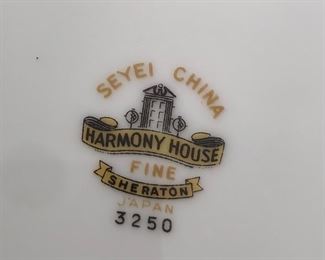 SEYEI CHINA
HARMONY HOUSE
FINE
SHERATON
JAPAN
3250